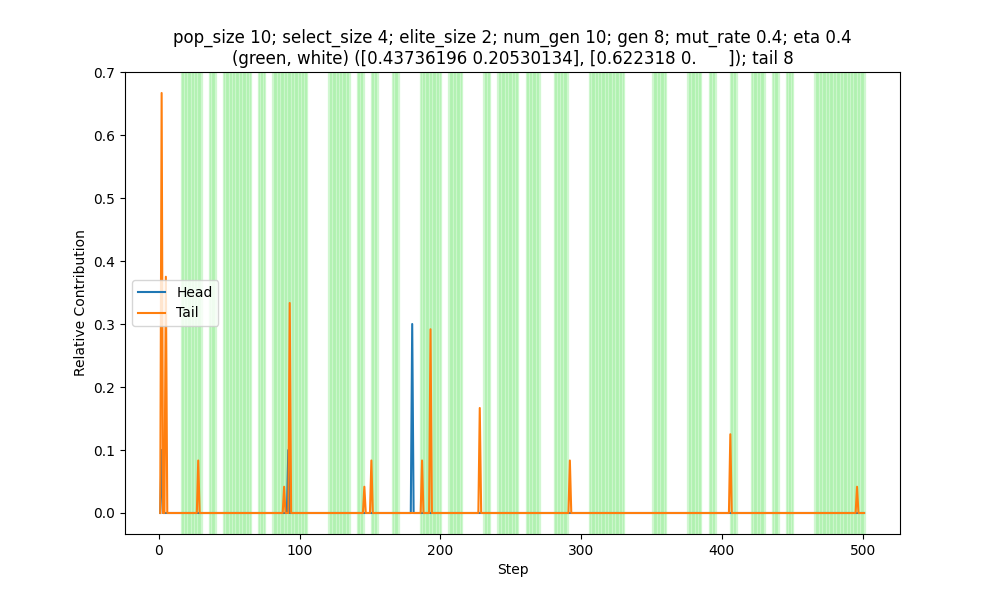 pop_size 10; select_size 4; elite_size 2; num_gen 10; gen 8; mut_rate 0.4; eta 0.4
(green, white) ([0.43736196 0.20530134], [0.622318 0.      ]); tail 8
0.7
0.6
0.5
0.4
0.3
0.2
0.1
0.0
Relative Contribution
Head
Tail
0 100 200 300 400 500
Step